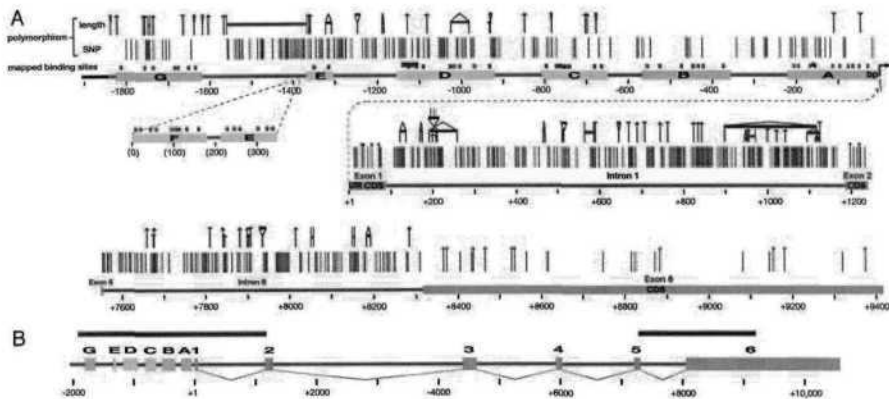 A
length
polymorphism
SNP
mapped binding sites
G E D C B A bp
-1800 -1600 -1400 -1200 -1000 -800 -600 -400 -200
F E
(0) (100) (200) (300)
Exon 1 Intron 1 Exon 2
CDS CDS
+1 +200 +400 +600 +800 +1000 +1200
Exon 6
Intron 5
CDS
+7600 +7800 +8000 +8200 +8400 +8600 +8800 +9000 +9200 +9400
B
G E D C B A 1 2 3 4 5 6
-2000 +1 +2000 -4000 +6000 +8000 +10,000